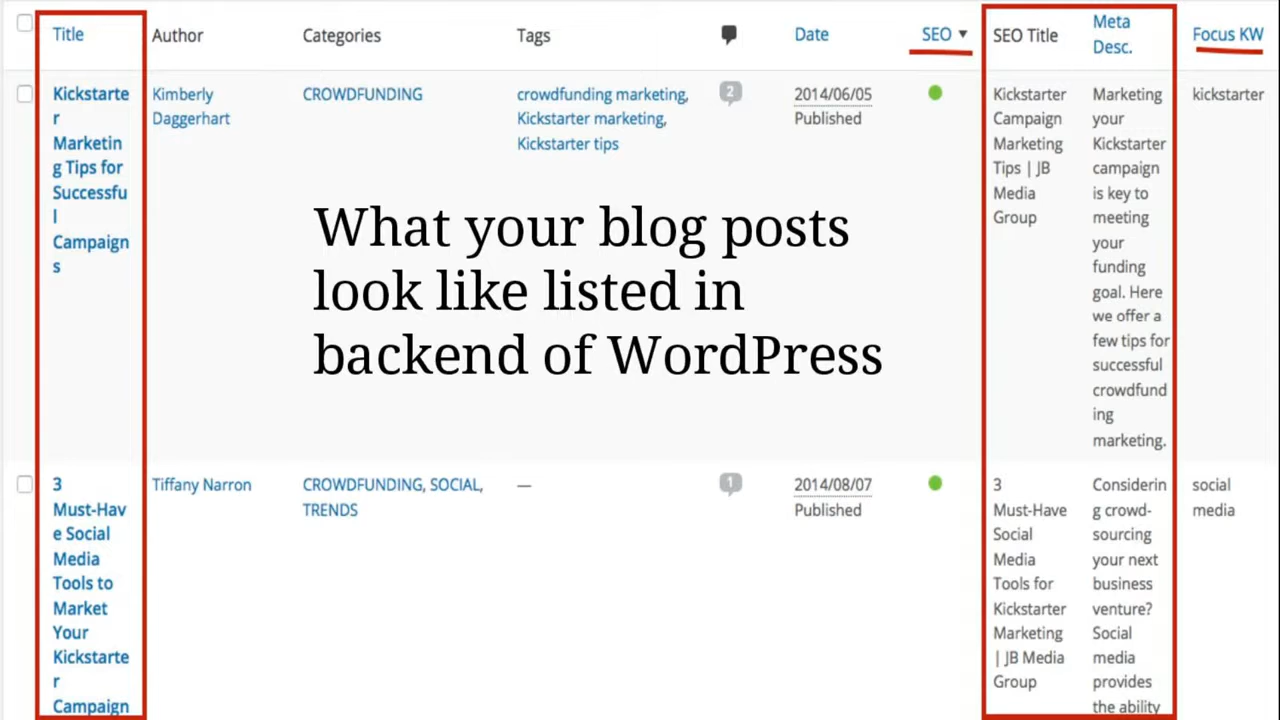 Title Author Categories Tags Date SEO ▼ SEO Title Meta Desc. Focus KW
Kickstarte
r
Marketin
g Tips for
Successfu
l
Campaign
s
Kimberly
Daggerhart
CROWDFUNDING
crowdfunding marketing,
Kickstarter marketing,
Kickstarter tips
2
2014/06/05
Published
Kickstarter
Campaign
Marketing
Tips | JB
Media
Group
Marketing
your
Kickstarter
campaign
is key to
meeting
your
funding
goal. Here
we offer a
few tips for
successful
crowdfund
ing
marketing.
kickstarter
What your blog posts
look like listed in
backend of WordPress
3
Must-Hav
e Social
Media
Tools to
Market
Your
Kickstarte
r
Campaign
Tiffany Narron
CROWDFUNDING, SOCIAL,
TRENDS
—
1
2014/08/07
Published
3
Must-Have
Social
Media
Tools for
Kickstarter
Marketing
| JB Media
Group
Considerin
g crowd-
sourcing
your next
business
venture?
Social
media
provides
the ability
social
media